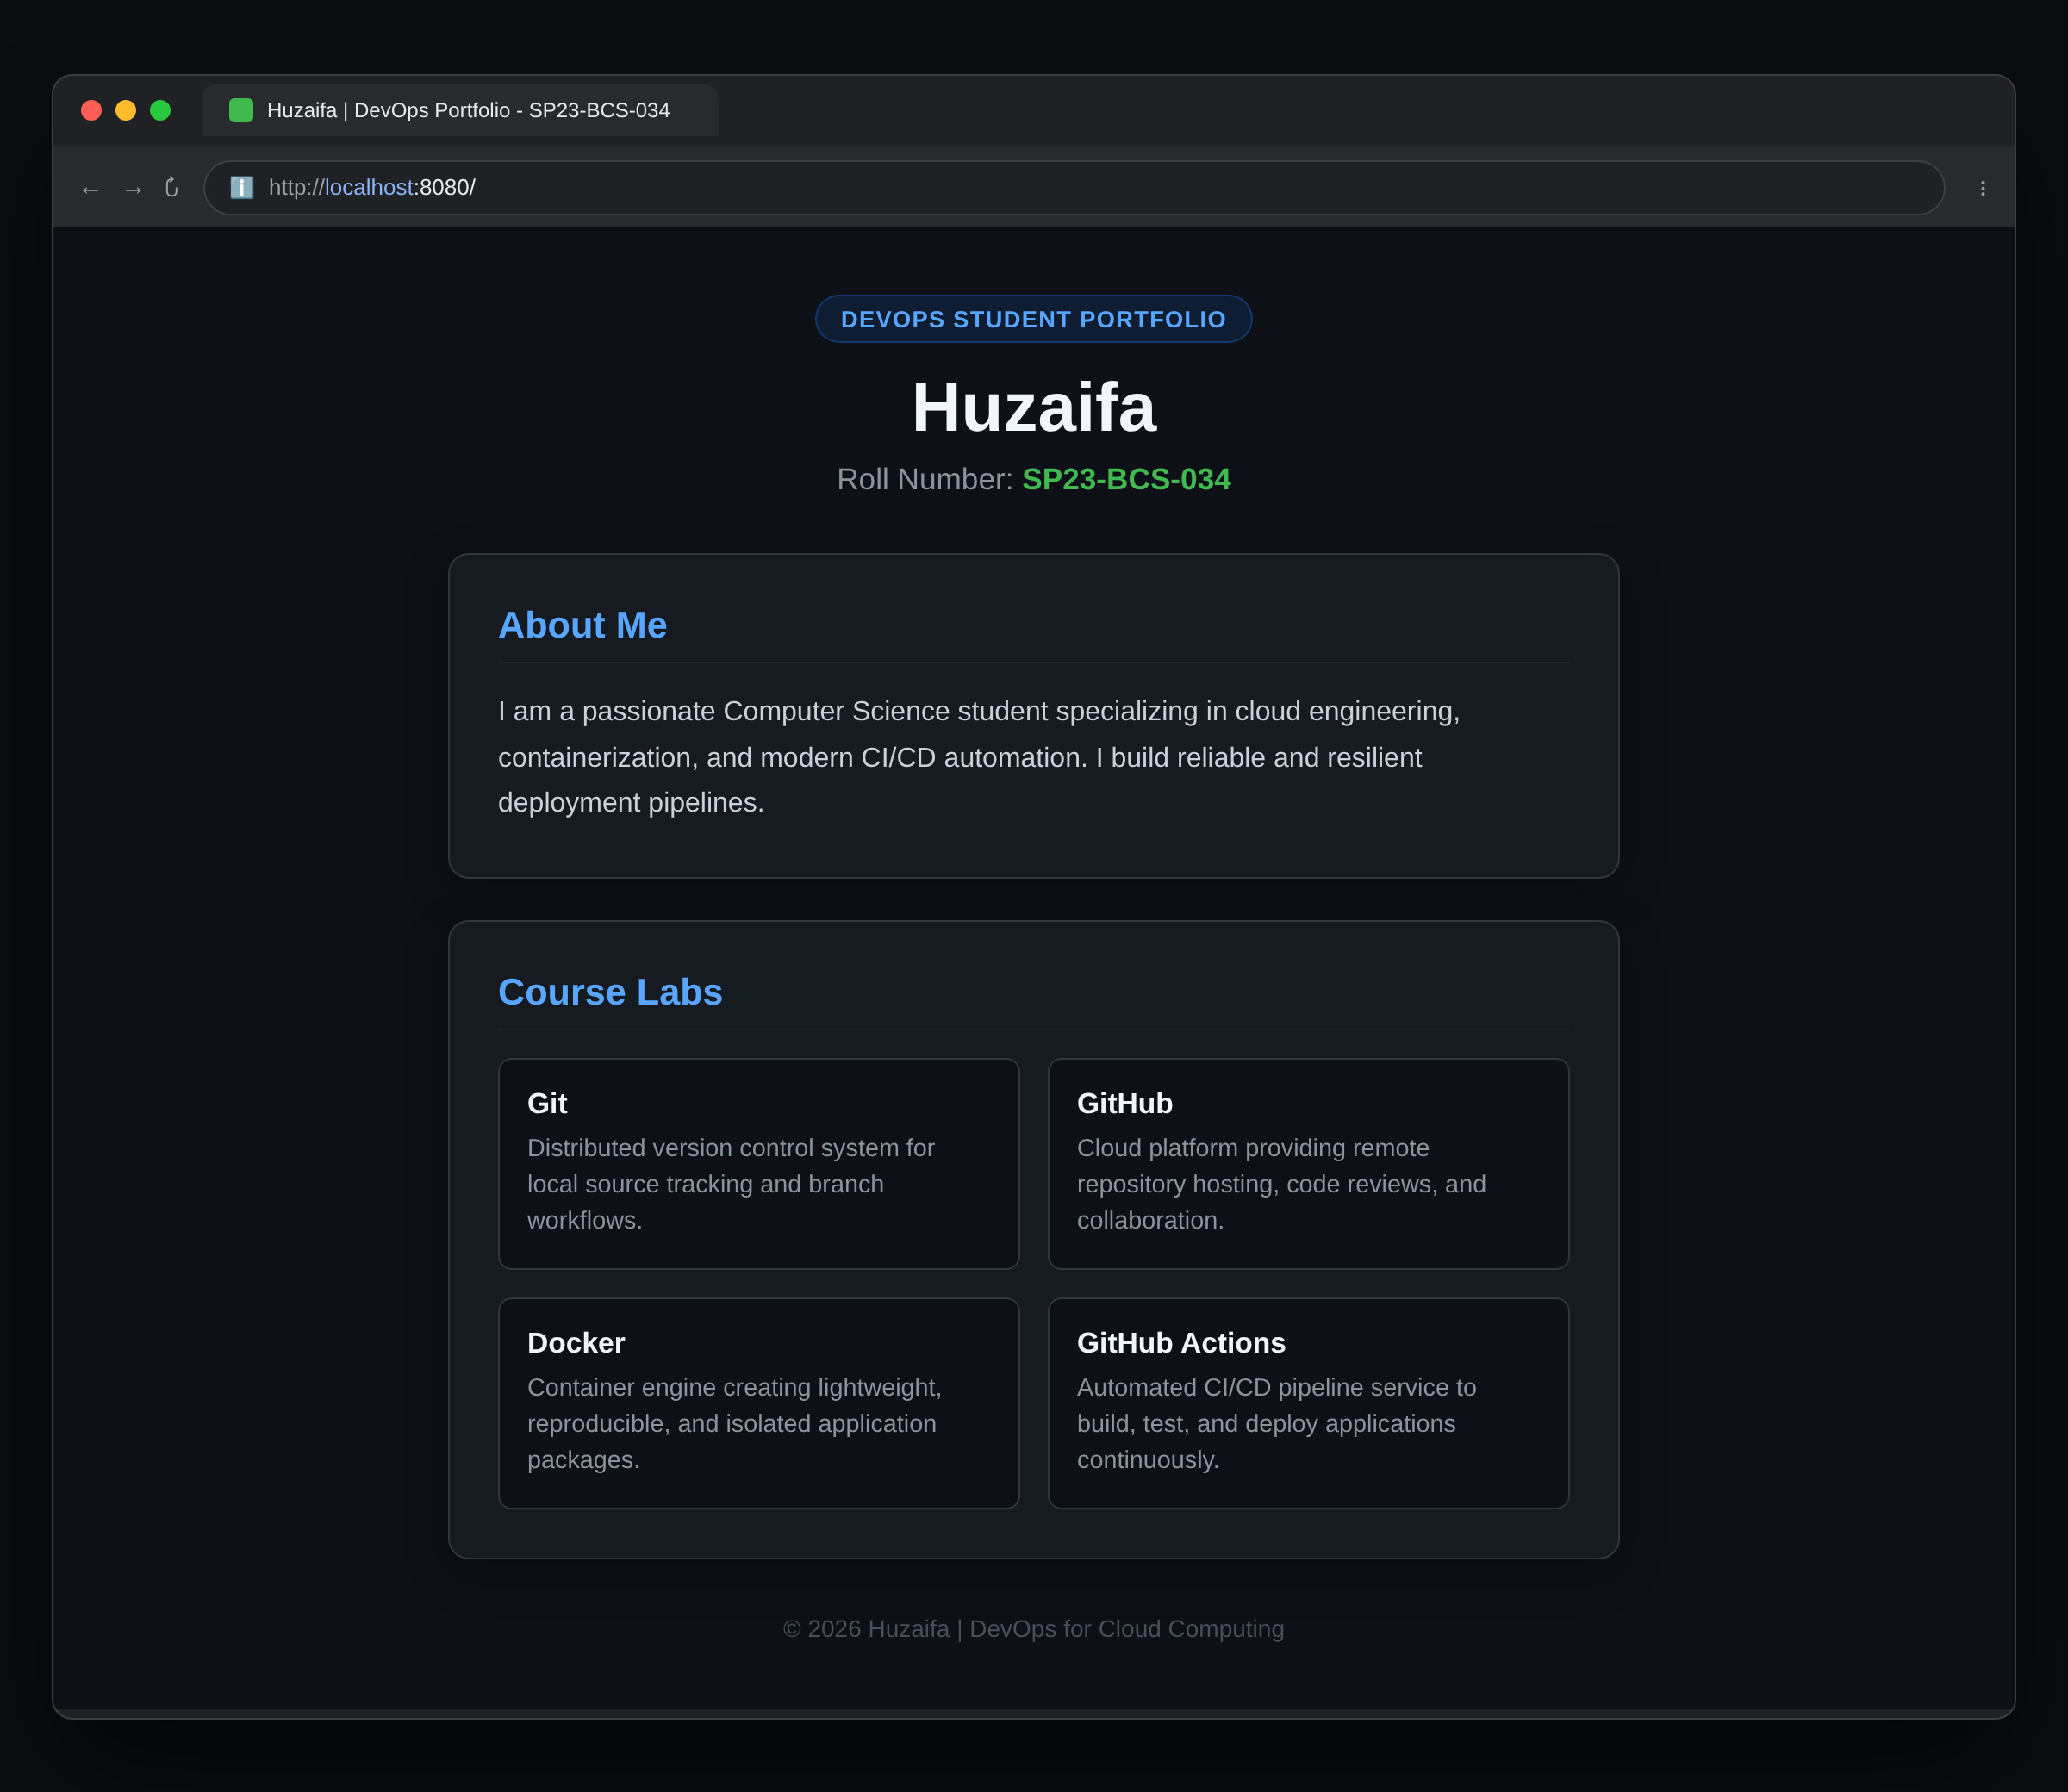 Huzaifa | DevOps Portfolio - SP23-BCS-034
http://localhost:8080/
DEVOPS STUDENT PORTFOLIO
Huzaifa
Roll Number: SP23-BCS-034
About Me
I am a passionate Computer Science student specializing in cloud engineering,
containerization, and modern CI/CD automation. I build reliable and resilient
deployment pipelines.
Course Labs
Git
Distributed version control system for
local source tracking and branch
workflows.
GitHub
Cloud platform providing remote
repository hosting, code reviews, and
collaboration.
Docker
Container engine creating lightweight,
reproducible, and isolated application
packages.
GitHub Actions
Automated CI/CD pipeline service to
build, test, and deploy applications
continuously.
© 2026 Huzaifa | DevOps for Cloud Computing